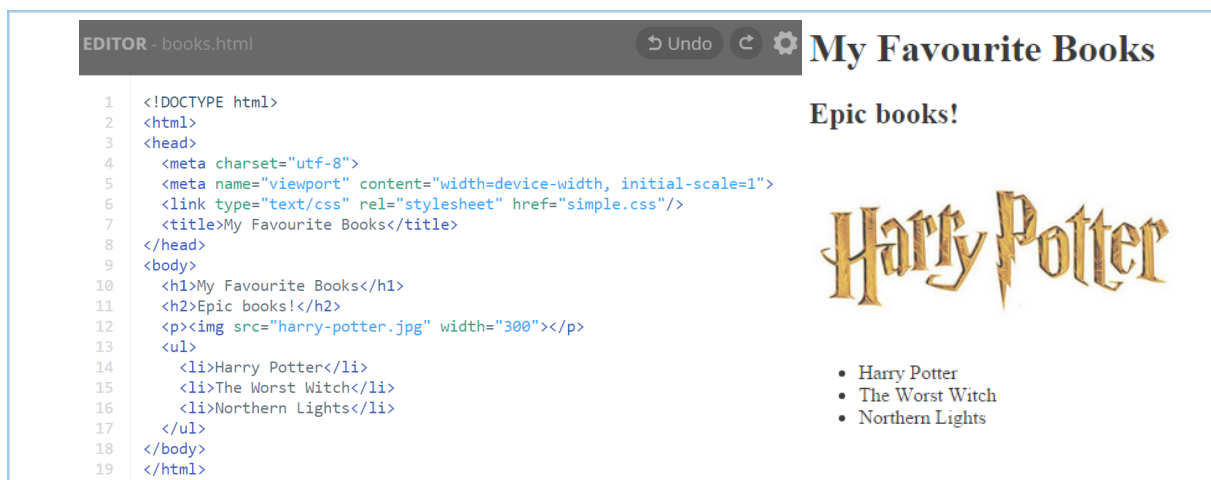 EDITOR - books.html
Undo
1 <!DOCTYPE html>
2 <html>
3 <head>
4   <meta charset="utf-8">
5   <meta name="viewport" content="width=device-width, initial-scale=1">
6   <link type="text/css" rel="stylesheet" href="simple.css"/>
7   <title>My Favourite Books</title>
8 </head>
9 <body>
10   <h1>My Favourite Books</h1>
11   <h2>Epic books!</h2>
12   <p><img src="harry-potter.jpg" width="300"></p>
13   <ul>
14     <li>Harry Potter</li>
15     <li>The Worst Witch</li>
16     <li>Northern Lights</li>
17   </ul>
18 </body>
19 </html>
My Favourite Books
Epic books!
Harry Potter
• Harry Potter
• The Worst Witch
• Northern Lights